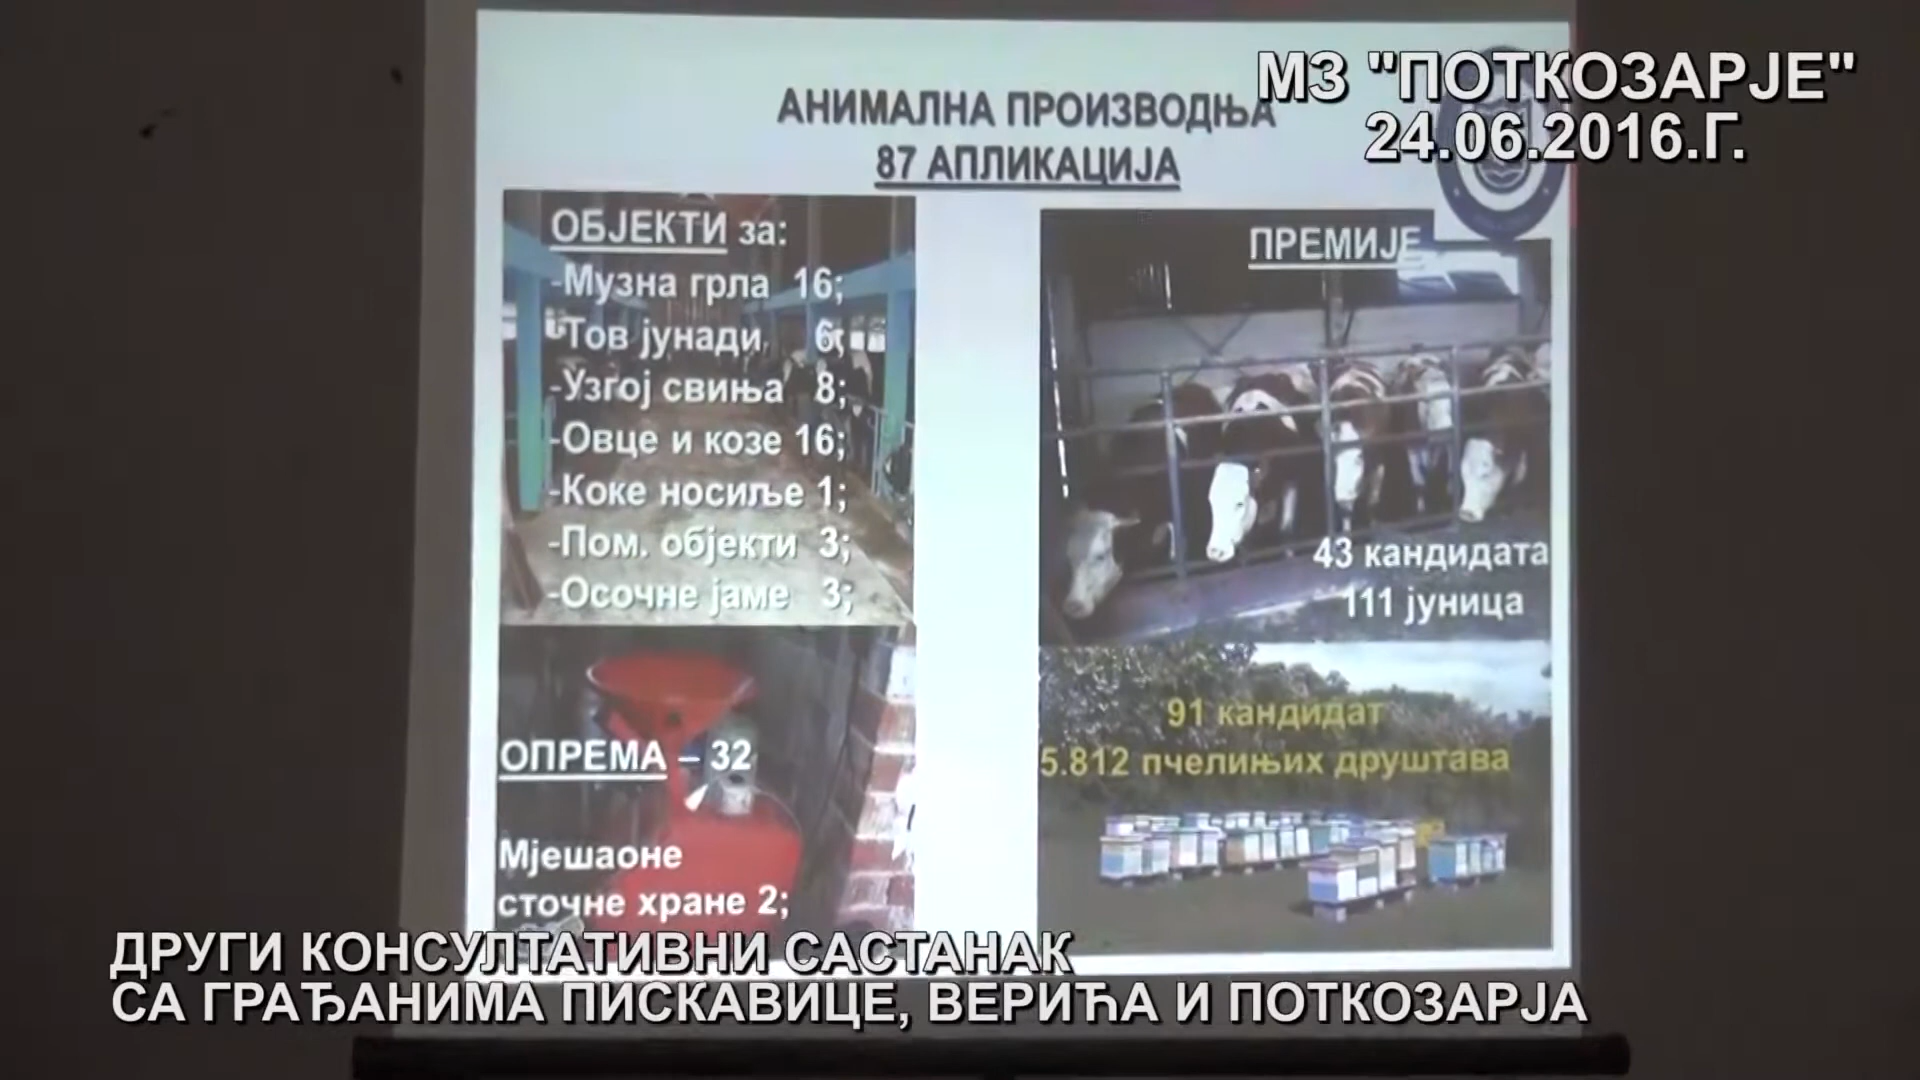 МЗ "ПОТКОЗАРЈЕ"
24.06.2016.Г.
АНИМАЛНА ПРОИЗВОДЊА
87 АПЛИКАЦИЈА
ОБЈЕКТИ за:
-Музна грла 16;
-Тов јунади 6;
-Узгој свиња 8;
-Овце и козе 16;
-Коке носиље 1;
-Пом. објекти 3;
-Осочне јаме 3;
ОПРЕМА – 32
Мјешаоне
сточне хране 2;
ПРЕМИЈЕ
43 кандидата
111 јуница
91 кандидат
5.812 пчелињих друштава
ДРУГИ КОНСУЛТАТИВНИ САСТАНАК
СА ГРАЂАНИМА ПИСКАВИЦЕ, ВЕРИЋА И ПОТКОЗАРЈА